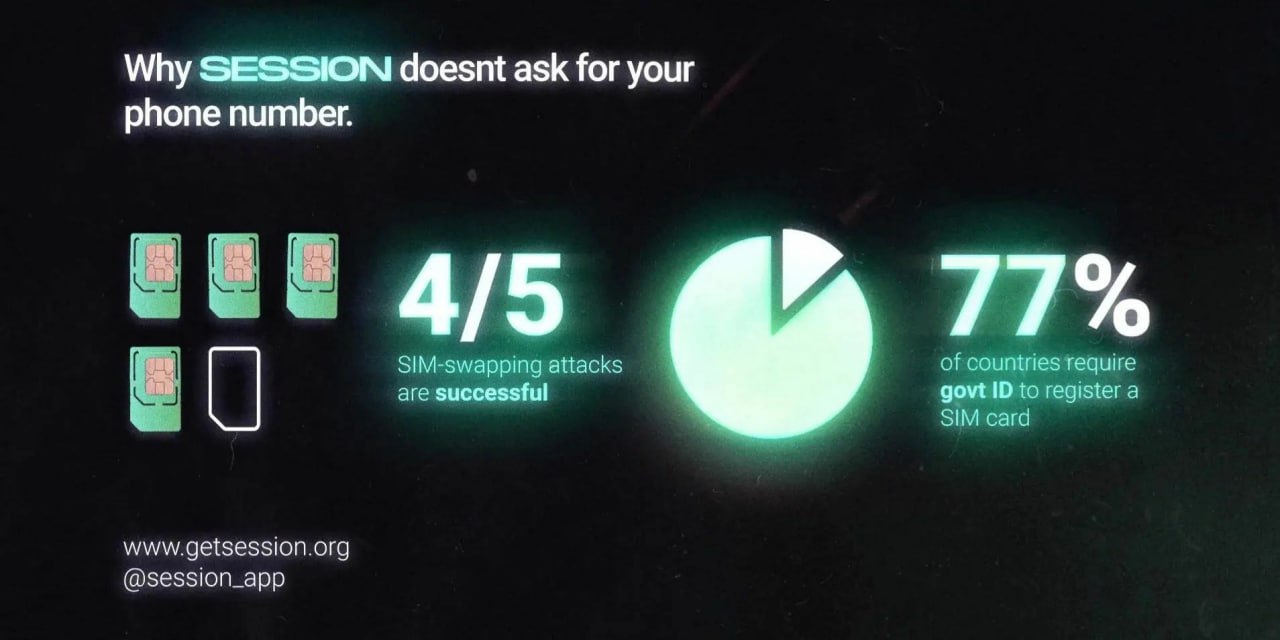 Why SESSION doesnt ask for your
phone number.
4/5
SIM-swapping attacks
are successful
77%
of countries require
govt ID to register a
SIM card
www.getsession.org
@session_app